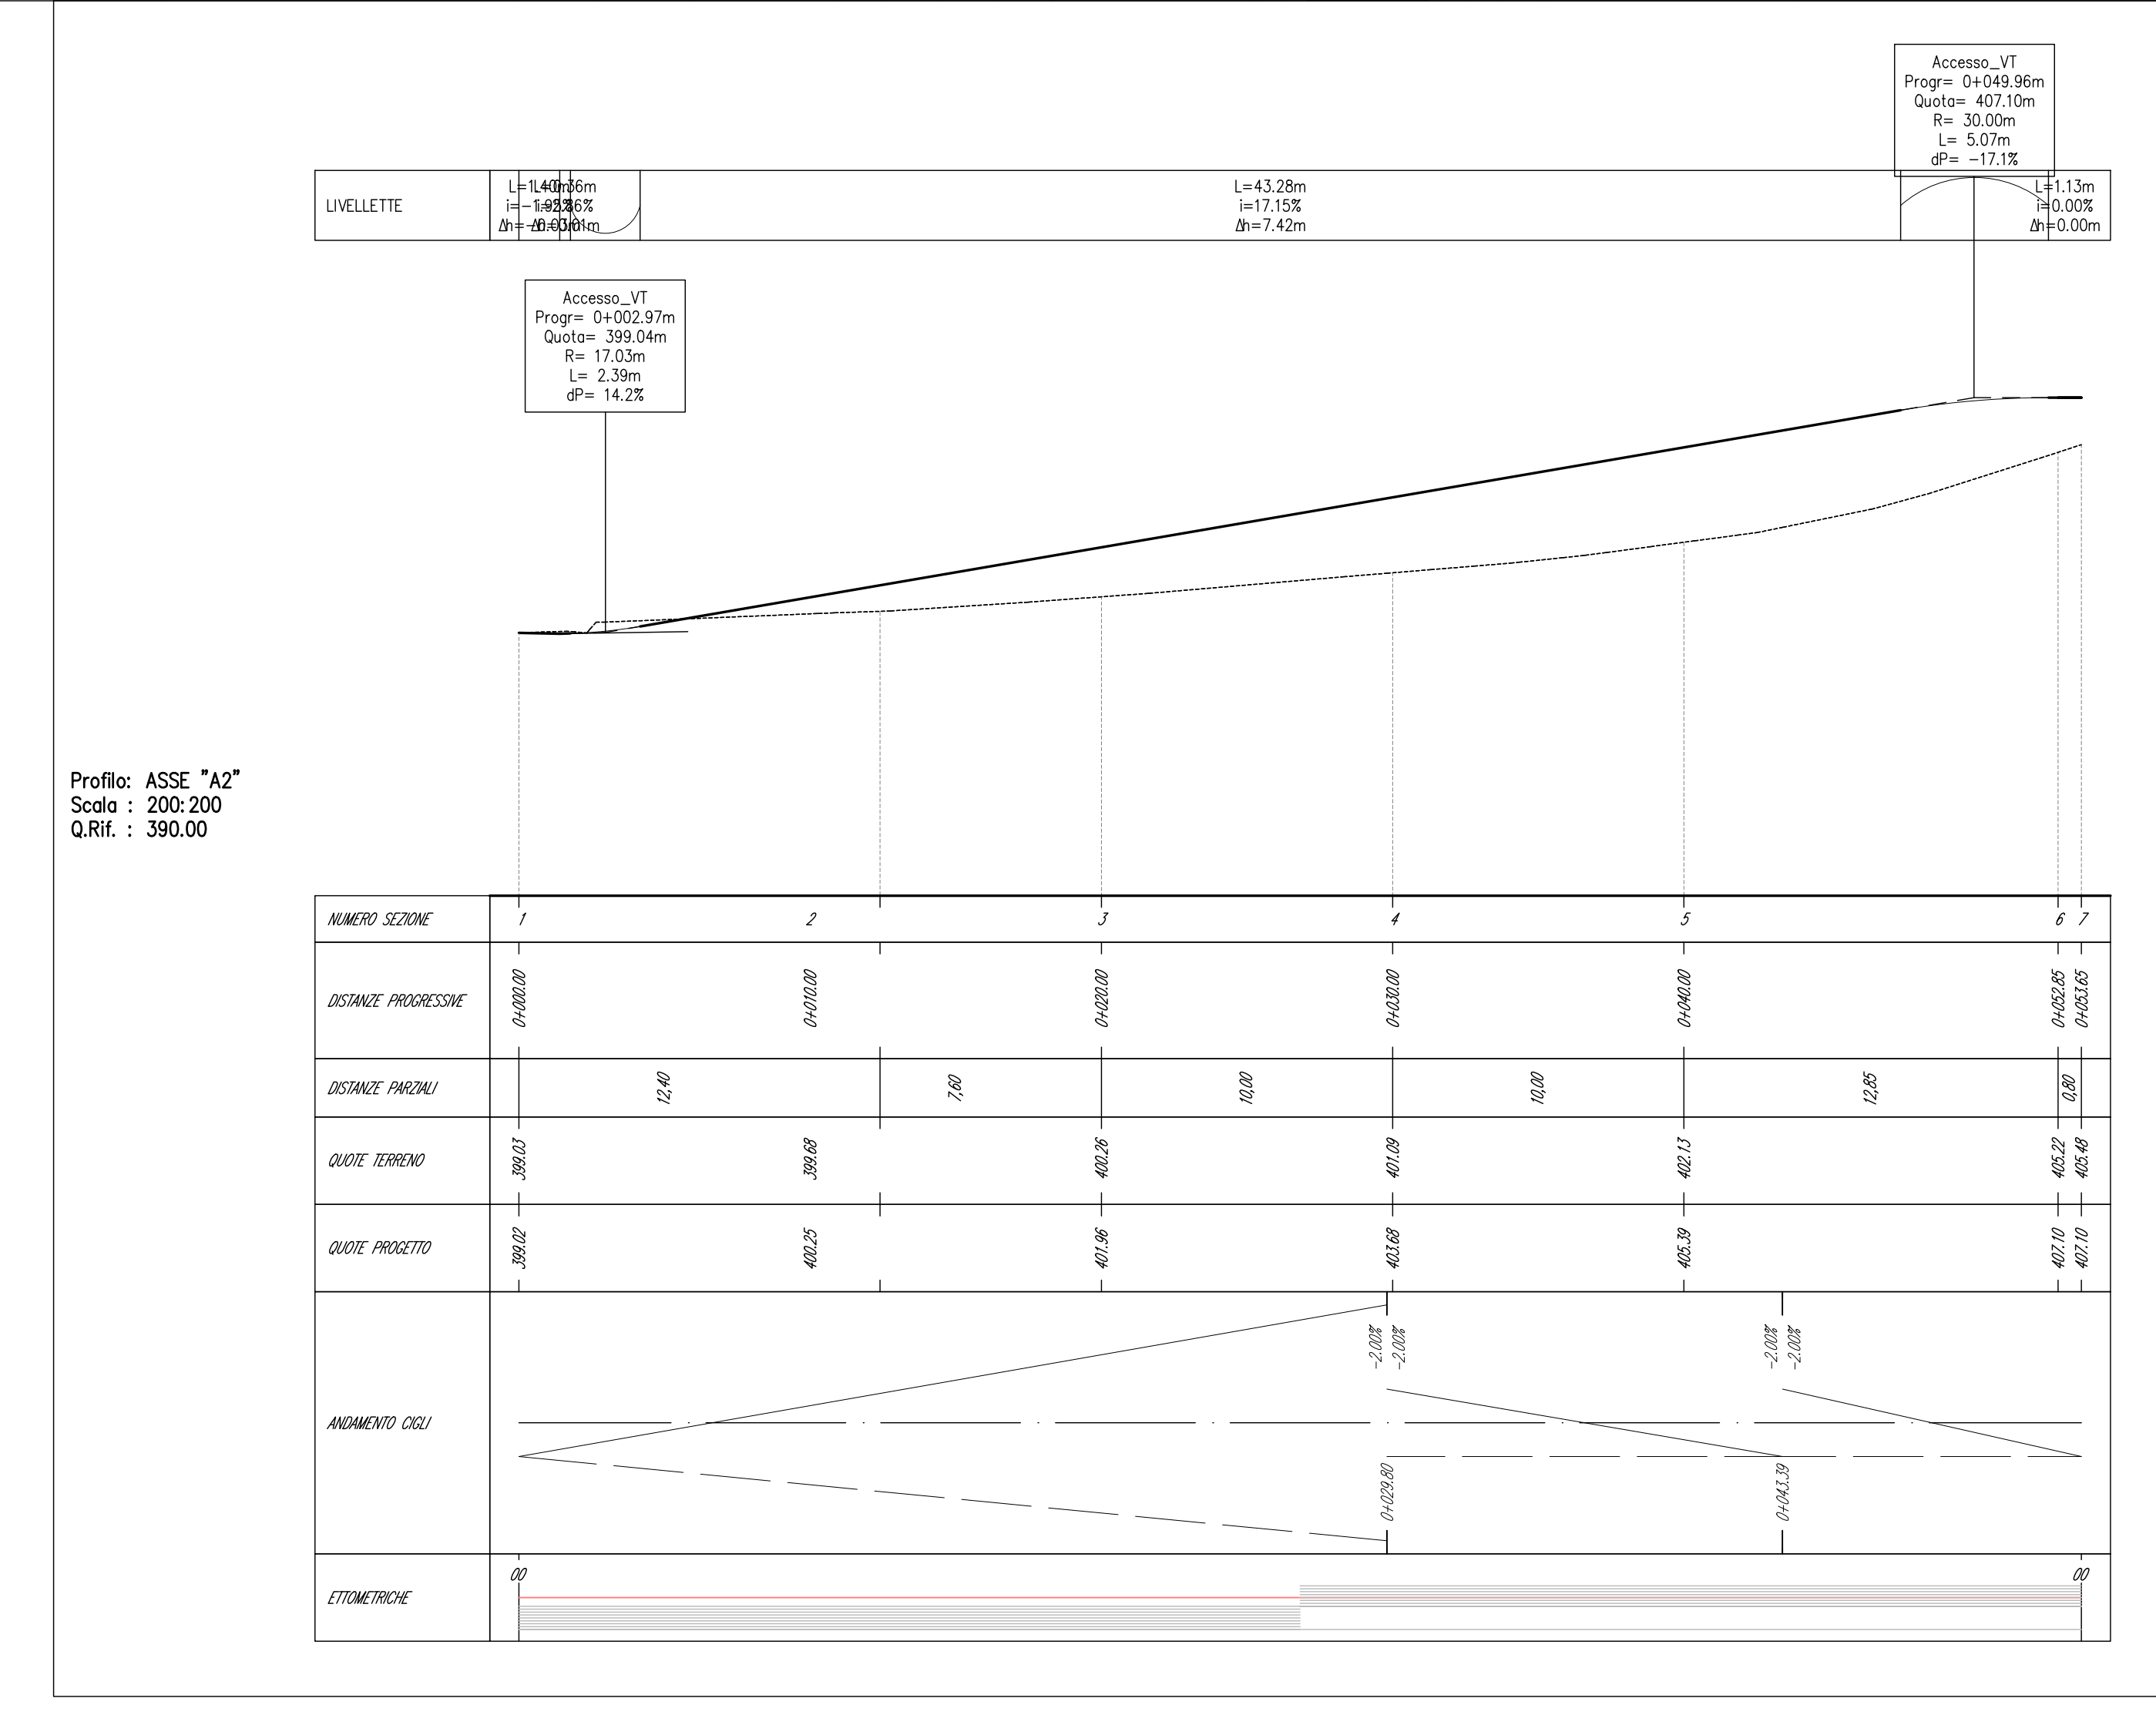 Accesso_VT
Progr= 0+049.96m
Quota= 407.10m
R= 30.00m
L= 5.07m
dP= -17.1%
LIVELLETTE
L=43.28m
i=17.15%
Δh=7.42m
L=1.13m
i=0.00%
Δh=0.00m
Accesso_VT
Progr= 0+002.97m
Quota= 399.04m
R= 17.03m
L= 2.39m
dP= 14.2%
Profilo: ASSE "A2"
Scala : 200:200
Q.Rif. : 390.00
NUMERO SEZIONE 1 2 3 4 5 6 7
DISTANZE PROGRESSIVE 0+000.00 0+010.00 0+020.00 0+030.00 0+040.00 0+052.85 0+053.65
DISTANZE PARZIALI 12,40 7,60 10,00 10,00 12,85 0,80
QUOTE TERRENO 399.03 399.68 400.26 401.09 402.13 405.22 405.48
QUOTE PROGETTO 399.02 400.25 401.96 403.68 405.39 407.10 407.10
ANDAMENTO CIGLI
-2.00% -2.00% -2.00% -2.00%
0+029.80 0+043.39
ETTOMETRICHE 00 00